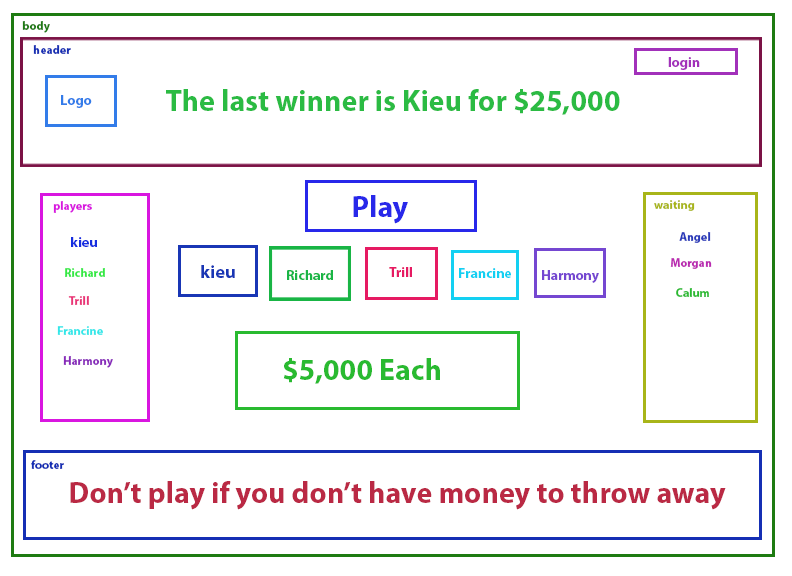 body
header
login
Logo
The last winner is Kieu for $25,000
Play
players
kieu
Richard
Trill
Francine
Harmony
kieu
Richard
Trill
Francine
Harmony
$5,000 Each
waiting
Angel
Morgan
Calum
footer
Don't play if you don't have money to throw away